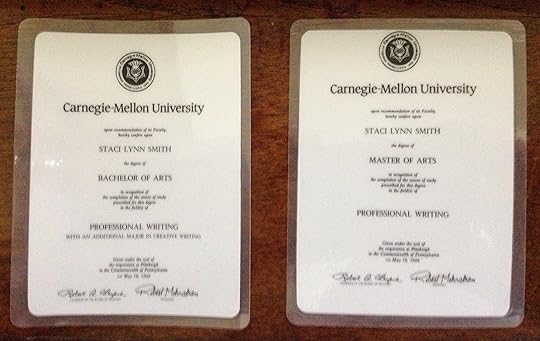 Carnegie-Mellon University
upon recommendation of its Faculty,
hereby confers upon
STACI LYNN SMITH
the degree of
BACHELOR OF ARTS
in recognition of
the completion of the course of study
prescribed for this degree
in the field(s) of
PROFESSIONAL WRITING
WITH AN ADDITIONAL MAJOR IN CREATIVE WRITING
Given under the seal of
the corporation at Pittsburgh
in the Commonwealth of Pennsylvania
on May 18,
Carnegie-Mellon University
upon recommendation of its Faculty,
hereby confers upon
STACI LYNN SMITH
the degree of
MASTER OF ARTS
in recognition of
the completion of the course of study
prescribed for this degree
in the field(s) of
PROFESSIONAL WRITING
Given under the seal of
the corporation at Pittsburgh
in the Commonwealth of Pennsylvania
on May 18,